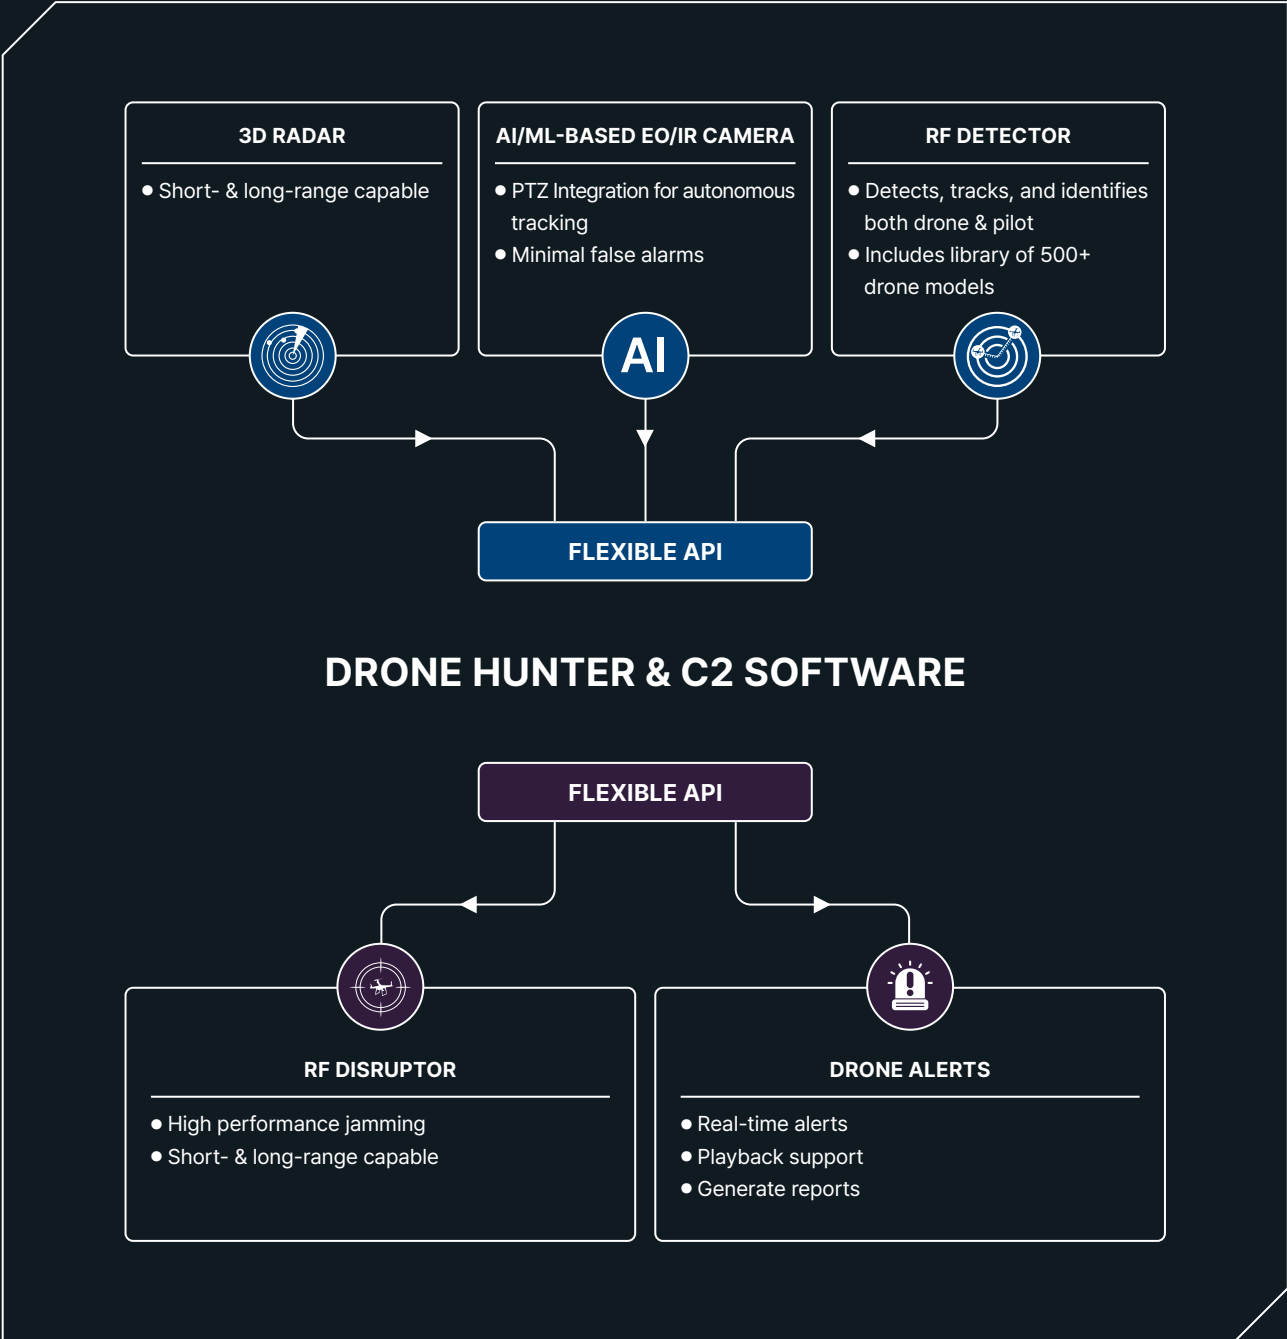 3D RADAR
● Short- & long-range capable
AI/ML-BASED EO/IR CAMERA
● PTZ Integration for autonomous
tracking
● Minimal false alarms
RF DETECTOR
● Detects, tracks, and identifies
both drone & pilot
● Includes library of 500+
drone models
AI
FLEXIBLE API
DRONE HUNTER & C2 SOFTWARE
FLEXIBLE API
RF DISRUPTOR
● High performance jamming
● Short- & long-range capable
DRONE ALERTS
● Real-time alerts
● Playback support
● Generate reports